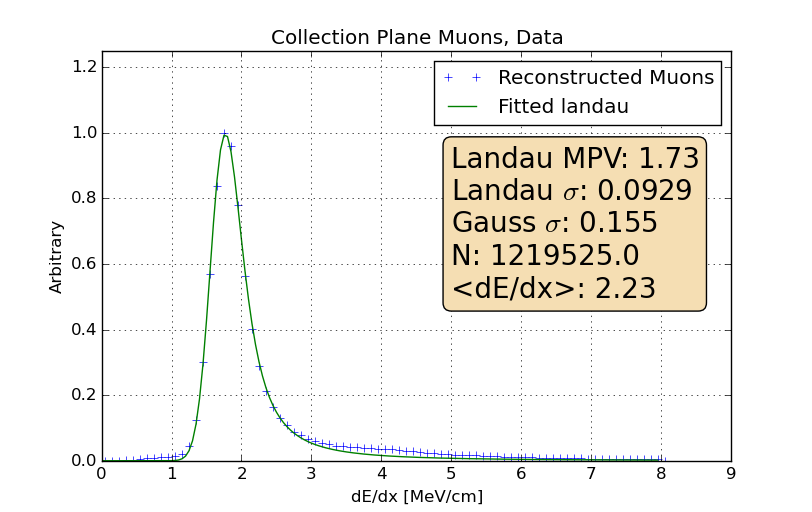 Collection Plane Muons, Data
Reconstructed Muons
Fitted landau
Landau MPV: 1.73
Landau σ: 0.0929
Gauss σ: 0.155
N: 1219525.0
<dE/dx>: 2.23
Arbitrary
1.2
1.0
0.8
0.6
0.4
0.2
0.0
0 1 2 3 4 5 6 7 8 9
dE/dx [MeV/cm]